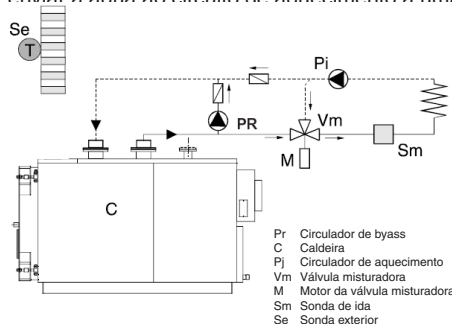 Se
T
Pi
PR
Vm
M
Sm
C
Pr Circulador de byass
C Caldeira
Pj Circulador de aquecimento
Vm Válvula misturadora
M Motor da válvula misturadora
Sm Sonda de ida
Se Sonda exterior